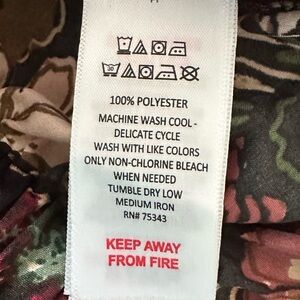 100% POLYESTER
MACHINE WASH COOL -
DELICATE CYCLE
WASH WITH LIKE COLORS
ONLY NON-CHLORINE BLEACH
WHEN NEEDED
TUMBLE DRY LOW
MEDIUM IRON
RN# 75343
KEEP AWAY
FROM FIRE